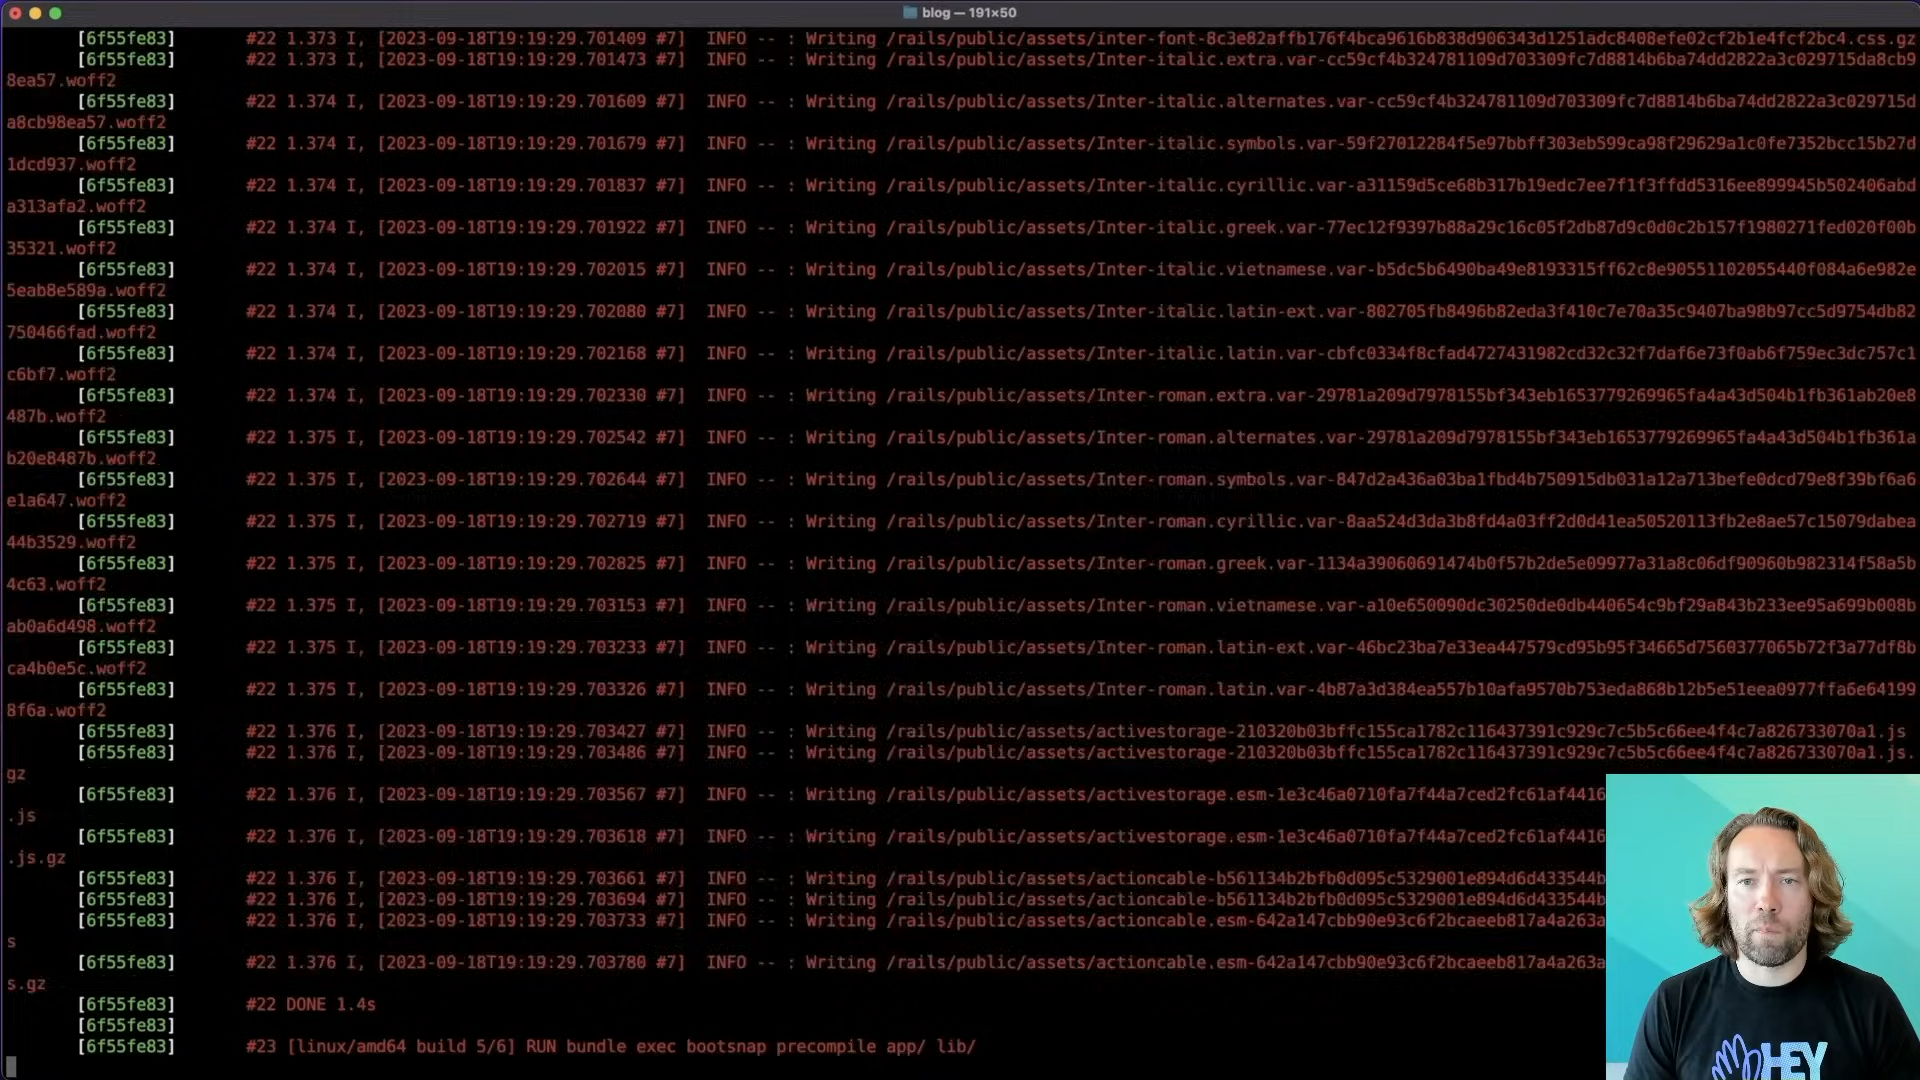 blog — 191×50
[6f55fe83] #22 1.373 I, [2023-09-18T19:19:29.701409 #7] INFO -- : Writing /rails/public/assets/inter-font-8c3e82affb176f4bca9616b838d906343d1251adc8408efe02cf2b1e4fcf2bc4.css.gz
[6f55fe83] #22 1.373 I, [2023-09-18T19:19:29.701473 #7] INFO -- : Writing /rails/public/assets/Inter-italic.extra.var-cc59cf4b324781109d703309fc7d8814b6ba74dd2822a3c029715da8cb9
8ea57.woff2
[6f55fe83] #22 1.374 I, [2023-09-18T19:19:29.701609 #7] INFO -- : Writing /rails/public/assets/Inter-italic.alternates.var-cc59cf4b324781109d703309fc7d8814b6ba74dd2822a3c029715d
a8cb98ea57.woff2
[6f55fe83] #22 1.374 I, [2023-09-18T19:19:29.701679 #7] INFO -- : Writing /rails/public/assets/Inter-italic.symbols.var-59f27012284f5e97bbff303eb599ca98f29629a1c0fe7352bcc15b27d
1dcd937.woff2
[6f55fe83] #22 1.374 I, [2023-09-18T19:19:29.701837 #7] INFO -- : Writing /rails/public/assets/Inter-italic.cyrillic.var-a31159d5ce68b317b19edc7ee7f1f3ffdd5316ee899945b502406abd
a313afa2.woff2
[6f55fe83] #22 1.374 I, [2023-09-18T19:19:29.701922 #7] INFO -- : Writing /rails/public/assets/Inter-italic.greek.var-77ec12f9397b88a29c16c05f2db87d9c0d0c2b157f1980271fed020f00b
35321.woff2
[6f55fe83] #22 1.374 I, [2023-09-18T19:19:29.702015 #7] INFO -- : Writing /rails/public/assets/Inter-italic.vietnamese.var-b5dc5b6490ba49e8193315ff62c8e90551102055440f084a6e982e
5eab8e589a.woff2
[6f55fe83] #22 1.374 I, [2023-09-18T19:19:29.702080 #7] INFO -- : Writing /rails/public/assets/Inter-italic.latin-ext.var-802705fb8496b82eda3f410c7e70a35c9407ba98b97cc5d9754db82
750466fad.woff2
[6f55fe83] #22 1.374 I, [2023-09-18T19:19:29.702168 #7] INFO -- : Writing /rails/public/assets/Inter-italic.latin.var-cbfc0334f8cfad4727431982cd32c32f7daf6e73f0ab6f759ec3dc757c1
c6bf7.woff2
[6f55fe83] #22 1.374 I, [2023-09-18T19:19:29.702330 #7] INFO -- : Writing /rails/public/assets/Inter-roman.extra.var-29781a209d7978155bf343eb1653779269965fa4a43d504b1fb361ab20e8
487b.woff2
[6f55fe83] #22 1.375 I, [2023-09-18T19:19:29.702542 #7] INFO -- : Writing /rails/public/assets/Inter-roman.alternates.var-29781a209d7978155bf343eb1653779269965fa4a43d504b1fb361a
b20e8487b.woff2
[6f55fe83] #22 1.375 I, [2023-09-18T19:19:29.702644 #7] INFO -- : Writing /rails/public/assets/Inter-roman.symbols.var-847d2a436a03ba1fbd4b750915db031a12a713befe0dcd79e8f39bf6a6
e1a647.woff2
[6f55fe83] #22 1.375 I, [2023-09-18T19:19:29.702719 #7] INFO -- : Writing /rails/public/assets/Inter-roman.cyrillic.var-8aa524d3da3b8fd4a03ff2d0d41ea50520113fb2e8ae57c15079dabea
44b3529.woff2
[6f55fe83] #22 1.375 I, [2023-09-18T19:19:29.702825 #7] INFO -- : Writing /rails/public/assets/Inter-roman.greek.var-1134a39060691474b0f57b2de5e09977a31a8c06df90960b982314f58a5b
4c63.woff2
[6f55fe83] #22 1.375 I, [2023-09-18T19:19:29.703153 #7] INFO -- : Writing /rails/public/assets/Inter-roman.vietnamese.var-a10e650090dc30250de0db440654c9bf29a843b233ee95a699b008b
ab0a6d498.woff2
[6f55fe83] #22 1.375 I, [2023-09-18T19:19:29.703233 #7] INFO -- : Writing /rails/public/assets/Inter-roman.latin-ext.var-46bc23ba7e33ea447579cd95b95f34665d7560377065b72f3a77df8b
ca4b0e5c.woff2
[6f55fe83] #22 1.375 I, [2023-09-18T19:19:29.703326 #7] INFO -- : Writing /rails/public/assets/Inter-roman.latin.var-4b87a3d384ea557b10afa9570b753eda868b12b5e51eea0977ffa6e64199
8f6a.woff2
[6f55fe83] #22 1.376 I, [2023-09-18T19:19:29.703427 #7] INFO -- : Writing /rails/public/assets/activestorage-210320b03bffc155ca1782c116437391c929c7c5b5c66ee4f4c7a826733070a1.js
[6f55fe83] #22 1.376 I, [2023-09-18T19:19:29.703486 #7] INFO -- : Writing /rails/public/assets/activestorage-210320b03bffc155ca1782c116437391c929c7c5b5c66ee4f4c7a826733070a1.js.
gz
[6f55fe83] #22 1.376 I, [2023-09-18T19:19:29.703567 #7] INFO -- : Writing /rails/public/assets/activestorage.esm-1e3c46a0710fa7f44a7ced2fc61af4416
.js
[6f55fe83] #22 1.376 I, [2023-09-18T19:19:29.703618 #7] INFO -- : Writing /rails/public/assets/activestorage.esm-1e3c46a0710fa7f44a7ced2fc61af4416
.js.gz
[6f55fe83] #22 1.376 I, [2023-09-18T19:19:29.703661 #7] INFO -- : Writing /rails/public/assets/actioncable-b561134b2bfb0d095c5329001e894d6d433544b
[6f55fe83] #22 1.376 I, [2023-09-18T19:19:29.703694 #7] INFO -- : Writing /rails/public/assets/actioncable-b561134b2bfb0d095c5329001e894d6d433544b
[6f55fe83] #22 1.376 I, [2023-09-18T19:19:29.703733 #7] INFO -- : Writing /rails/public/assets/actioncable.esm-642a147cbb90e93c6f2bcaeeb817a4a263a
s
[6f55fe83] #22 1.376 I, [2023-09-18T19:19:29.703780 #7] INFO -- : Writing /rails/public/assets/actioncable.esm-642a147cbb90e93c6f2bcaeeb817a4a263a
s.gz
[6f55fe83] #22 DONE 1.4s
[6f55fe83]
[6f55fe83] #23 [linux/amd64 build 5/6] RUN bundle exec bootsnap precompile app/ lib/
HEY